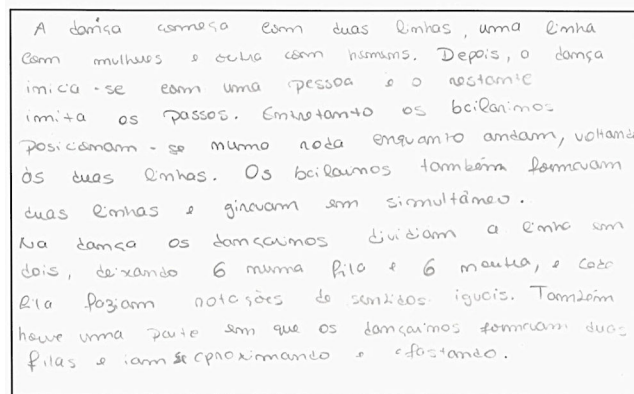 A dança começa com duas linhas, uma linha
com mulheres e outra com homens. Depois, a dança
inicia-se com uma pessoa e o restante
imita os passos. Entretanto os bailarinos
posicionam-se numa roda enquanto andam, voltando
às duas linhas. Os bailarinos também formavam
duas linhas e giravam em simultâneo.
Na dança os dançarinos dividiam a linha em
dois, deixando 6 numa fila e 6 noutra, e cada
fila faziam rotações de sentidos iguais. Também
houve uma parte em que os dançarinos formavam duas
filas e iam se aproximando e afastando.